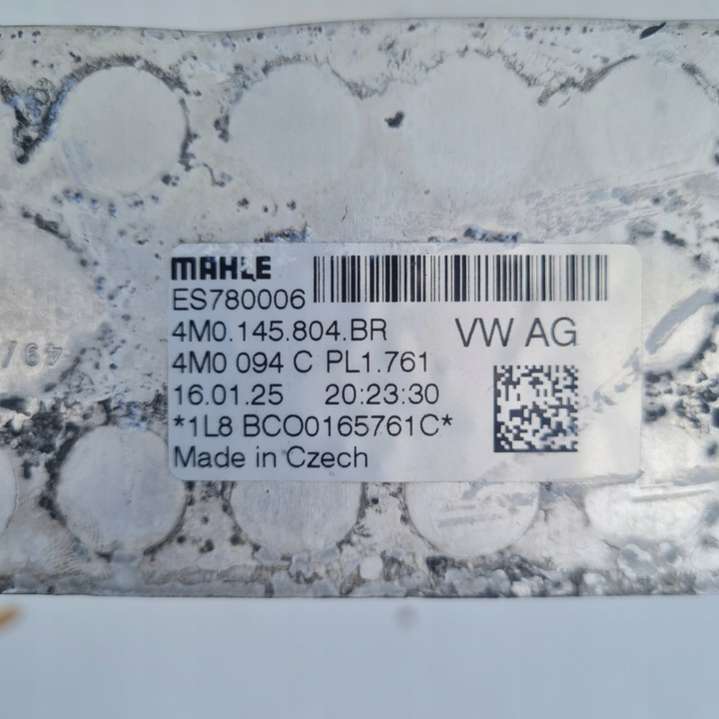 MAHLE
ES780006
4M0.145.804.BR VW AG
4M0 094 C PL1.761
16.01.25 20:23:30
*1L8 BCO0165761C*
Made in Czech